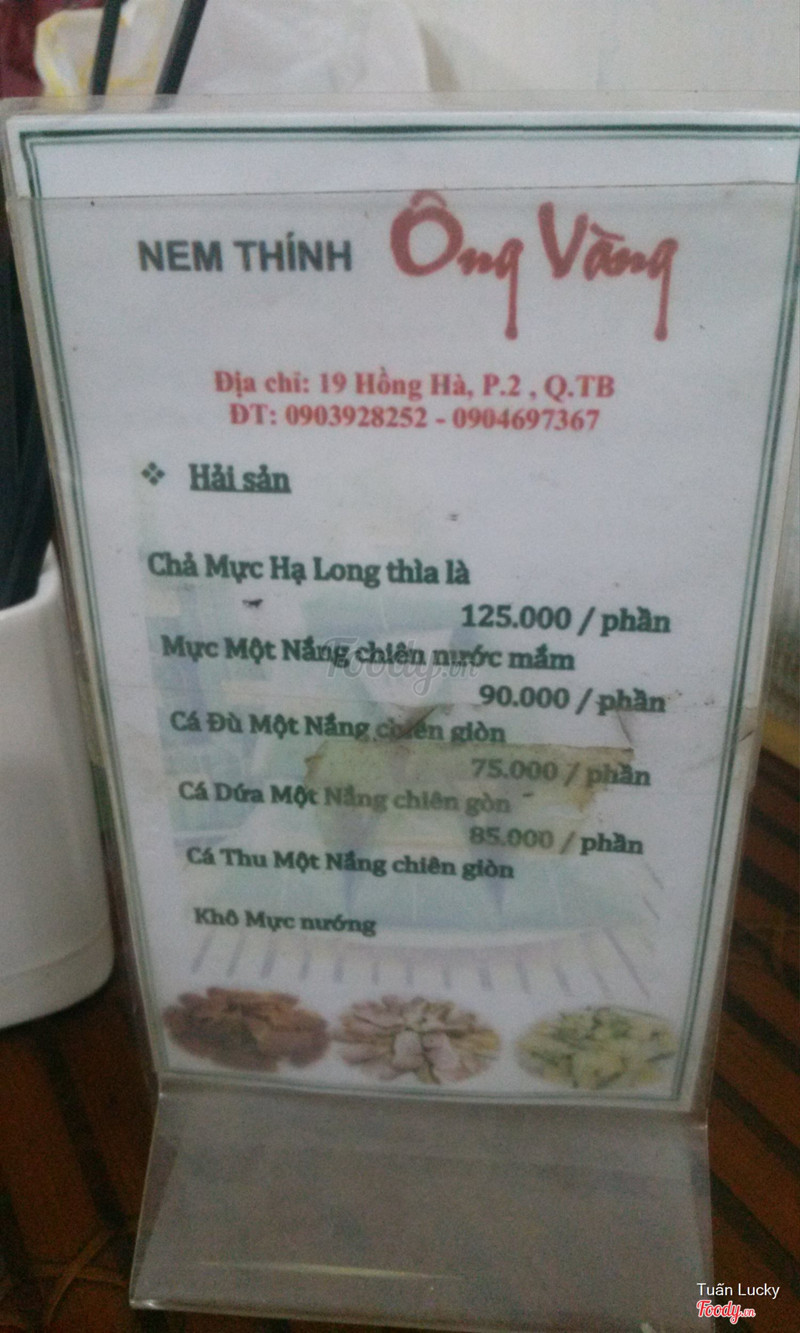 NEM THÍNH Ông Vàng
Địa chỉ: 19 Hồng Hà, P.2 , Q.TB
ĐT: 0903928252 - 0904697367
❖ Hải sản
Chả Mực Hạ Long thìa là
125.000 / phần
Mực Một Nắng chiên nước mắm
90.000 / phần
Cá Đù Một Nắng chiên giòn
75.000 / phần
Cá Dứa Một Nắng chiên gòn
85.000 / phần
Cá Thu Một Nắng chiên giòn
Khô Mực nướng
Foody.vn
Tuấn Lucky
Foody.vn